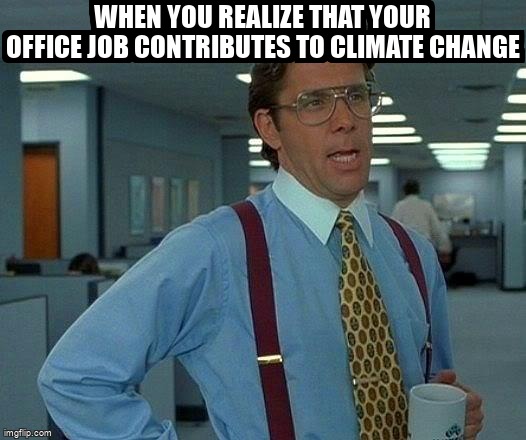 WHEN YOU REALIZE THAT YOUR
OFFICE JOB CONTRIBUTES TO CLIMATE CHANGE
imgflip.com